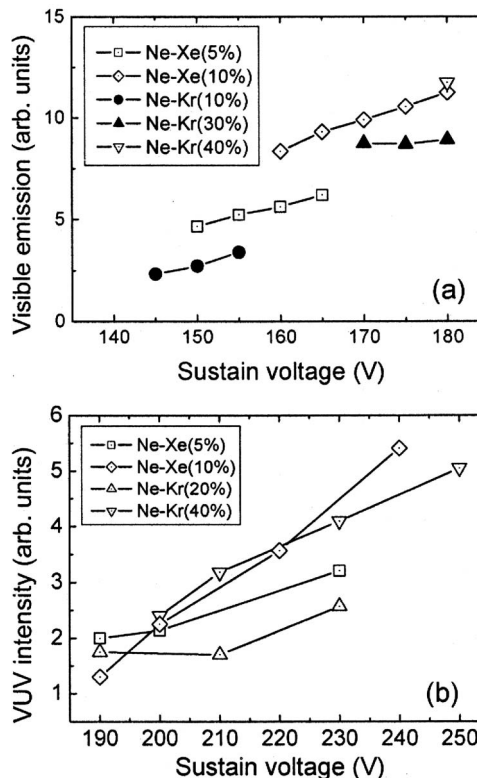 Ne-Xe(5%)
Ne-Xe(10%)
Ne-Kr(10%)
Ne-Kr(30%)
Ne-Kr(40%)
15
10
5
0
Visible emission (arb. units)
(a)
140 150 160 170 180
Sustain voltage (V)
Ne-Xe(5%)
Ne-Xe(10%)
Ne-Kr(20%)
Ne-Kr(40%)
6
5
4
3
2
1
VUV intensity (arb. units)
(b)
190 200 210 220 230 240 250
Sustain voltage (V)